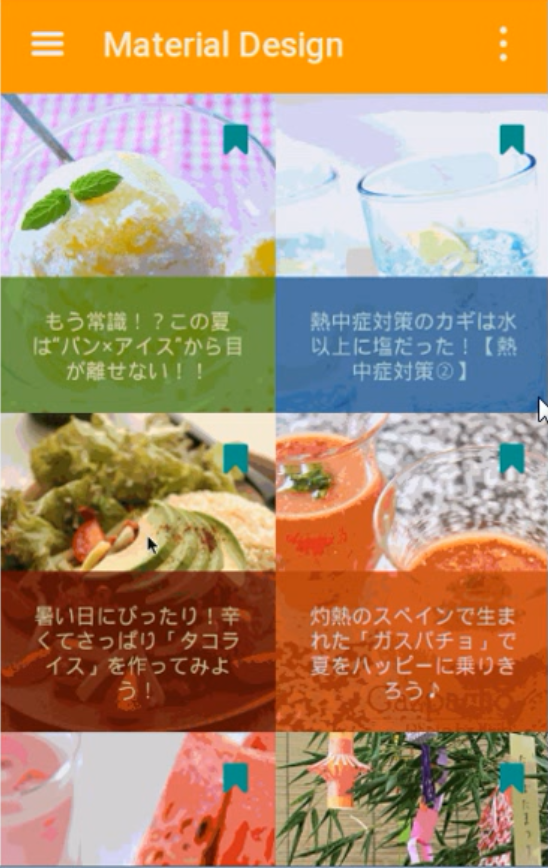 Material Design
もう常識！？この夏
は“パン×アイス”から目
が離せない！！
熱中症対策のカギは水
以上に塩だった！【熱
中症対策②】
暑い日にぴったり！辛
くてさっぱり「タコラ
イス」を作ってみよ
う！
灼熱のスペインで生ま
れた「ガスパチョ」で
夏をハッピーに乗りき
ろう♪
Gazpacho